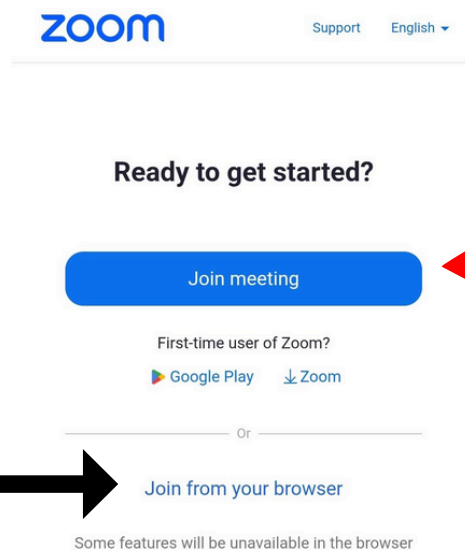 zoom
Support English
Ready to get started?
Join meeting
First-time user of Zoom?
Google Play Zoom
Or
Join from your browser
Some features will be unavailable in the browser